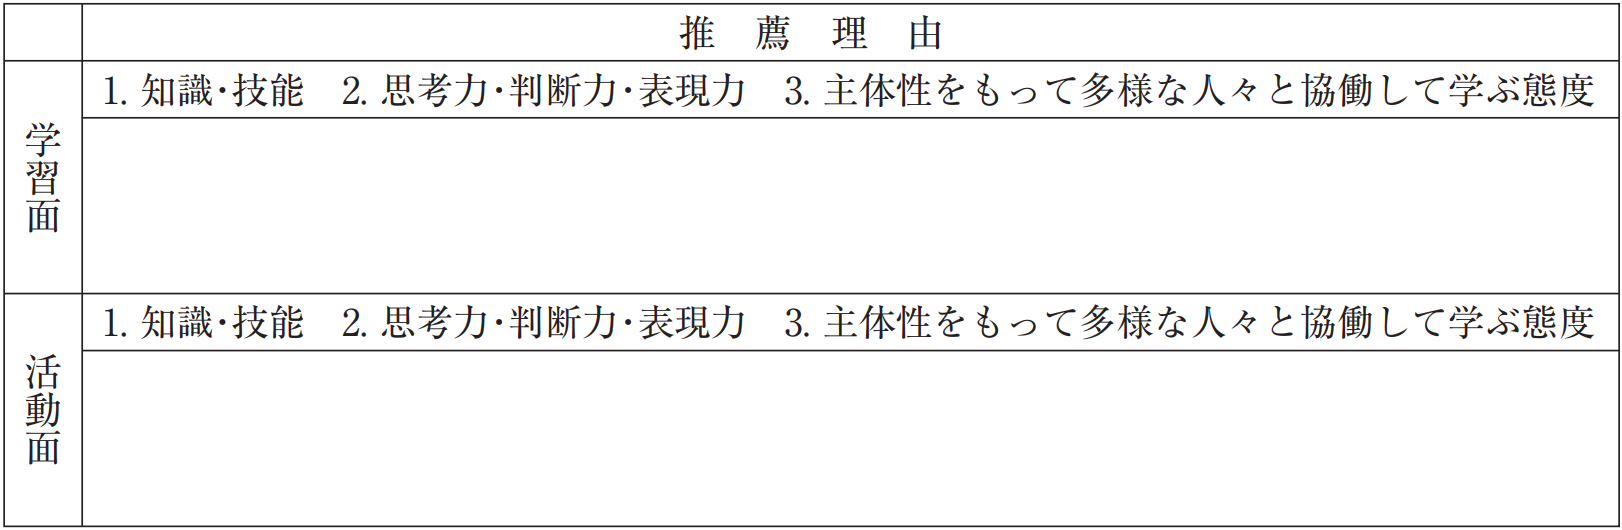 推薦理由
学習面
1. 知識・技能　2. 思考力・判断力・表現力　3. 主体性をもって多様な人々と協働して学ぶ態度
活動面
1. 知識・技能　2. 思考力・判断力・表現力　3. 主体性をもって多様な人々と協働して学ぶ態度